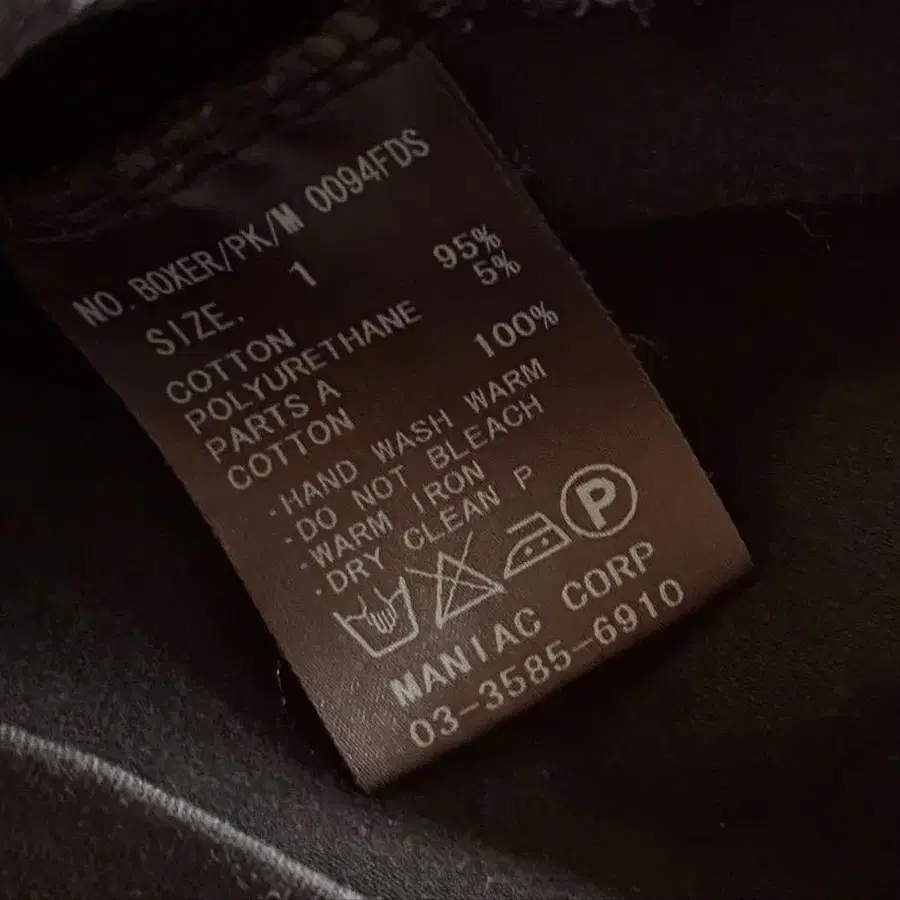 NO.BOXER/PK/M 0094FDS
SIZE. 1
COTTON 95%
POLYURETHANE 5%
PARTS A
COTTON 100%
·HAND WASH WARM
·DO NOT BLEACH
·WARM IRON
·DRY CLEAN P
P
MANIAC CORP
03-3585-6910